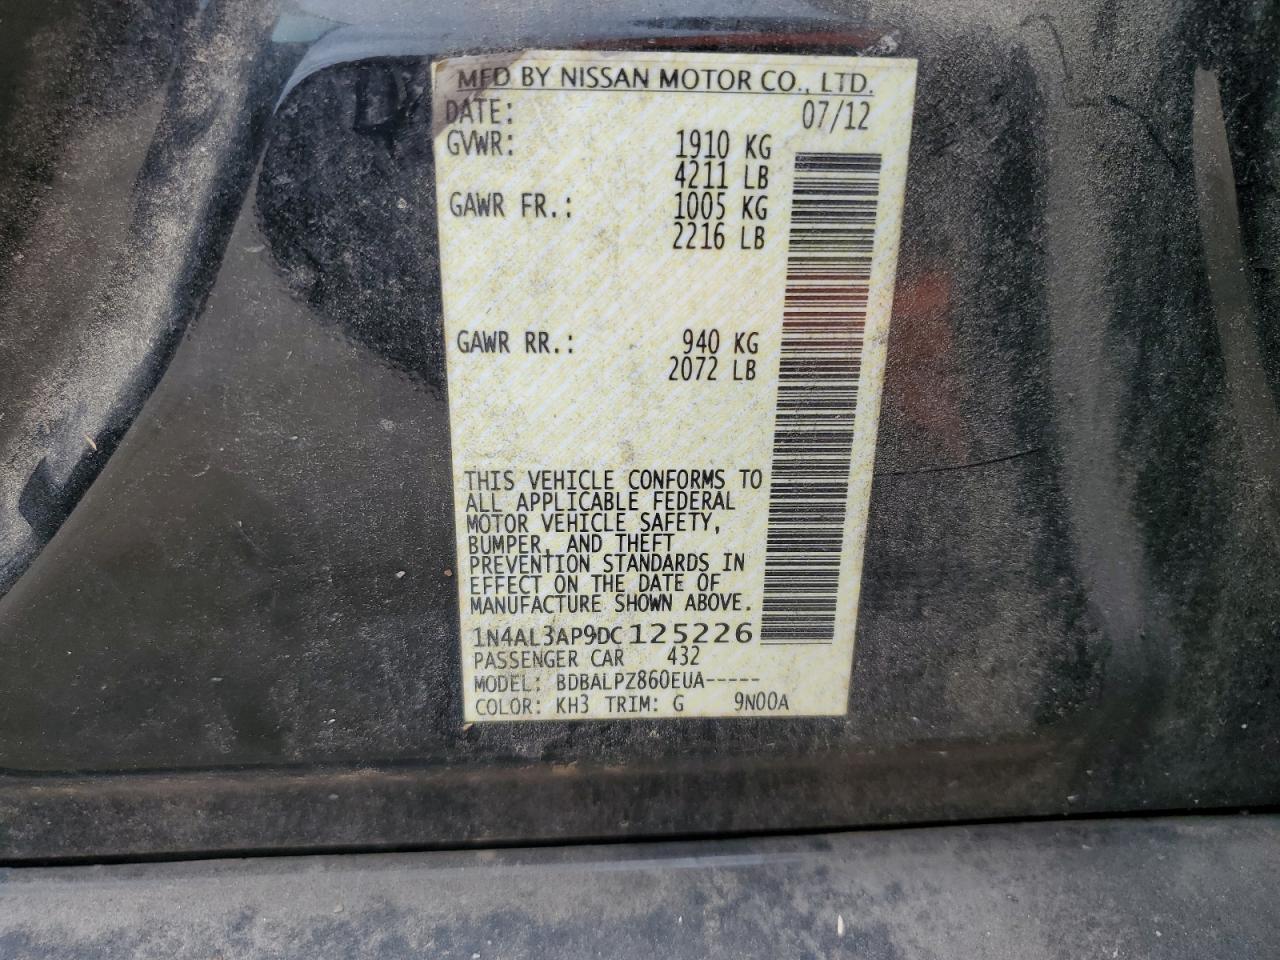 MFD BY NISSAN MOTOR CO., LTD.
DATE: 07/12
GVWR: 1910 KG
4211 LB
GAWR FR.: 1005 KG
2216 LB
GAWR RR.: 940 KG
2072 LB
THIS VEHICLE CONFORMS TO
ALL APPLICABLE FEDERAL
MOTOR VEHICLE SAFETY,
BUMPER, AND THEFT
PREVENTION STANDARDS IN
EFFECT ON THE DATE OF
MANUFACTURE SHOWN ABOVE.
1N4AL3AP9DC125226
PASSENGER CAR 432
MODEL: BDBALPZ860EUA-----
COLOR: KH3 TRIM: G 9N00A